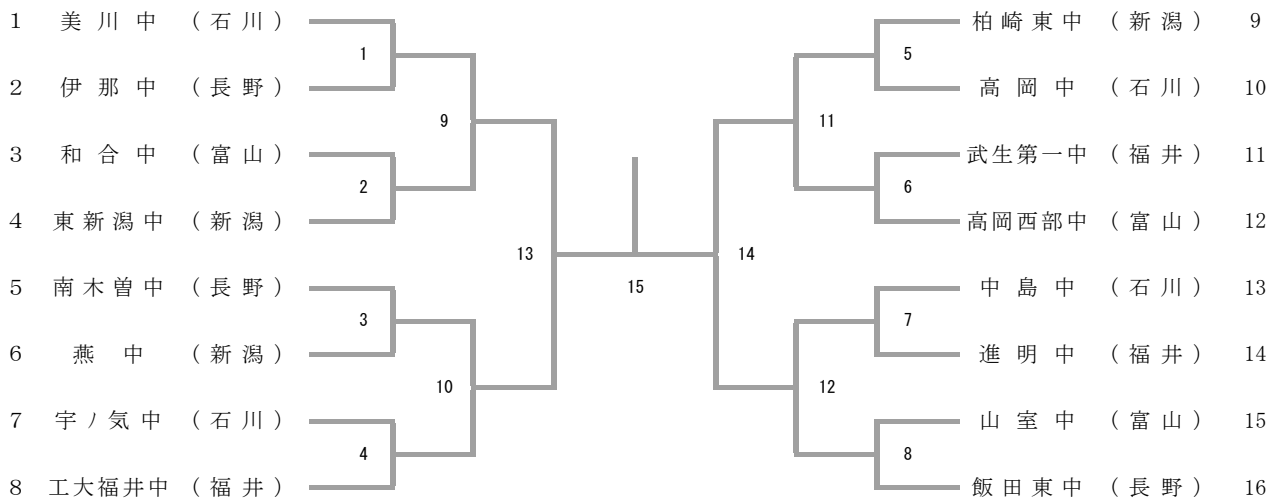 1 美川中 (石川)
2 伊那中 (長野)
3 和合中 (富山)
4 東新潟中 (新潟)
5 南木曽中 (長野)
6 燕中 (新潟)
7 宇ノ気中 (石川)
8 工大福井中 (福井)
1
2
3
4
9
10
13
15
14
11
12
5
6
7
8
柏崎東中 (新潟) 9
高岡中 (石川) 10
武生第一中 (福井) 11
高岡西部中 (富山) 12
中島中 (石川) 13
進明中 (福井) 14
山室中 (富山) 15
飯田東中 (長野) 16